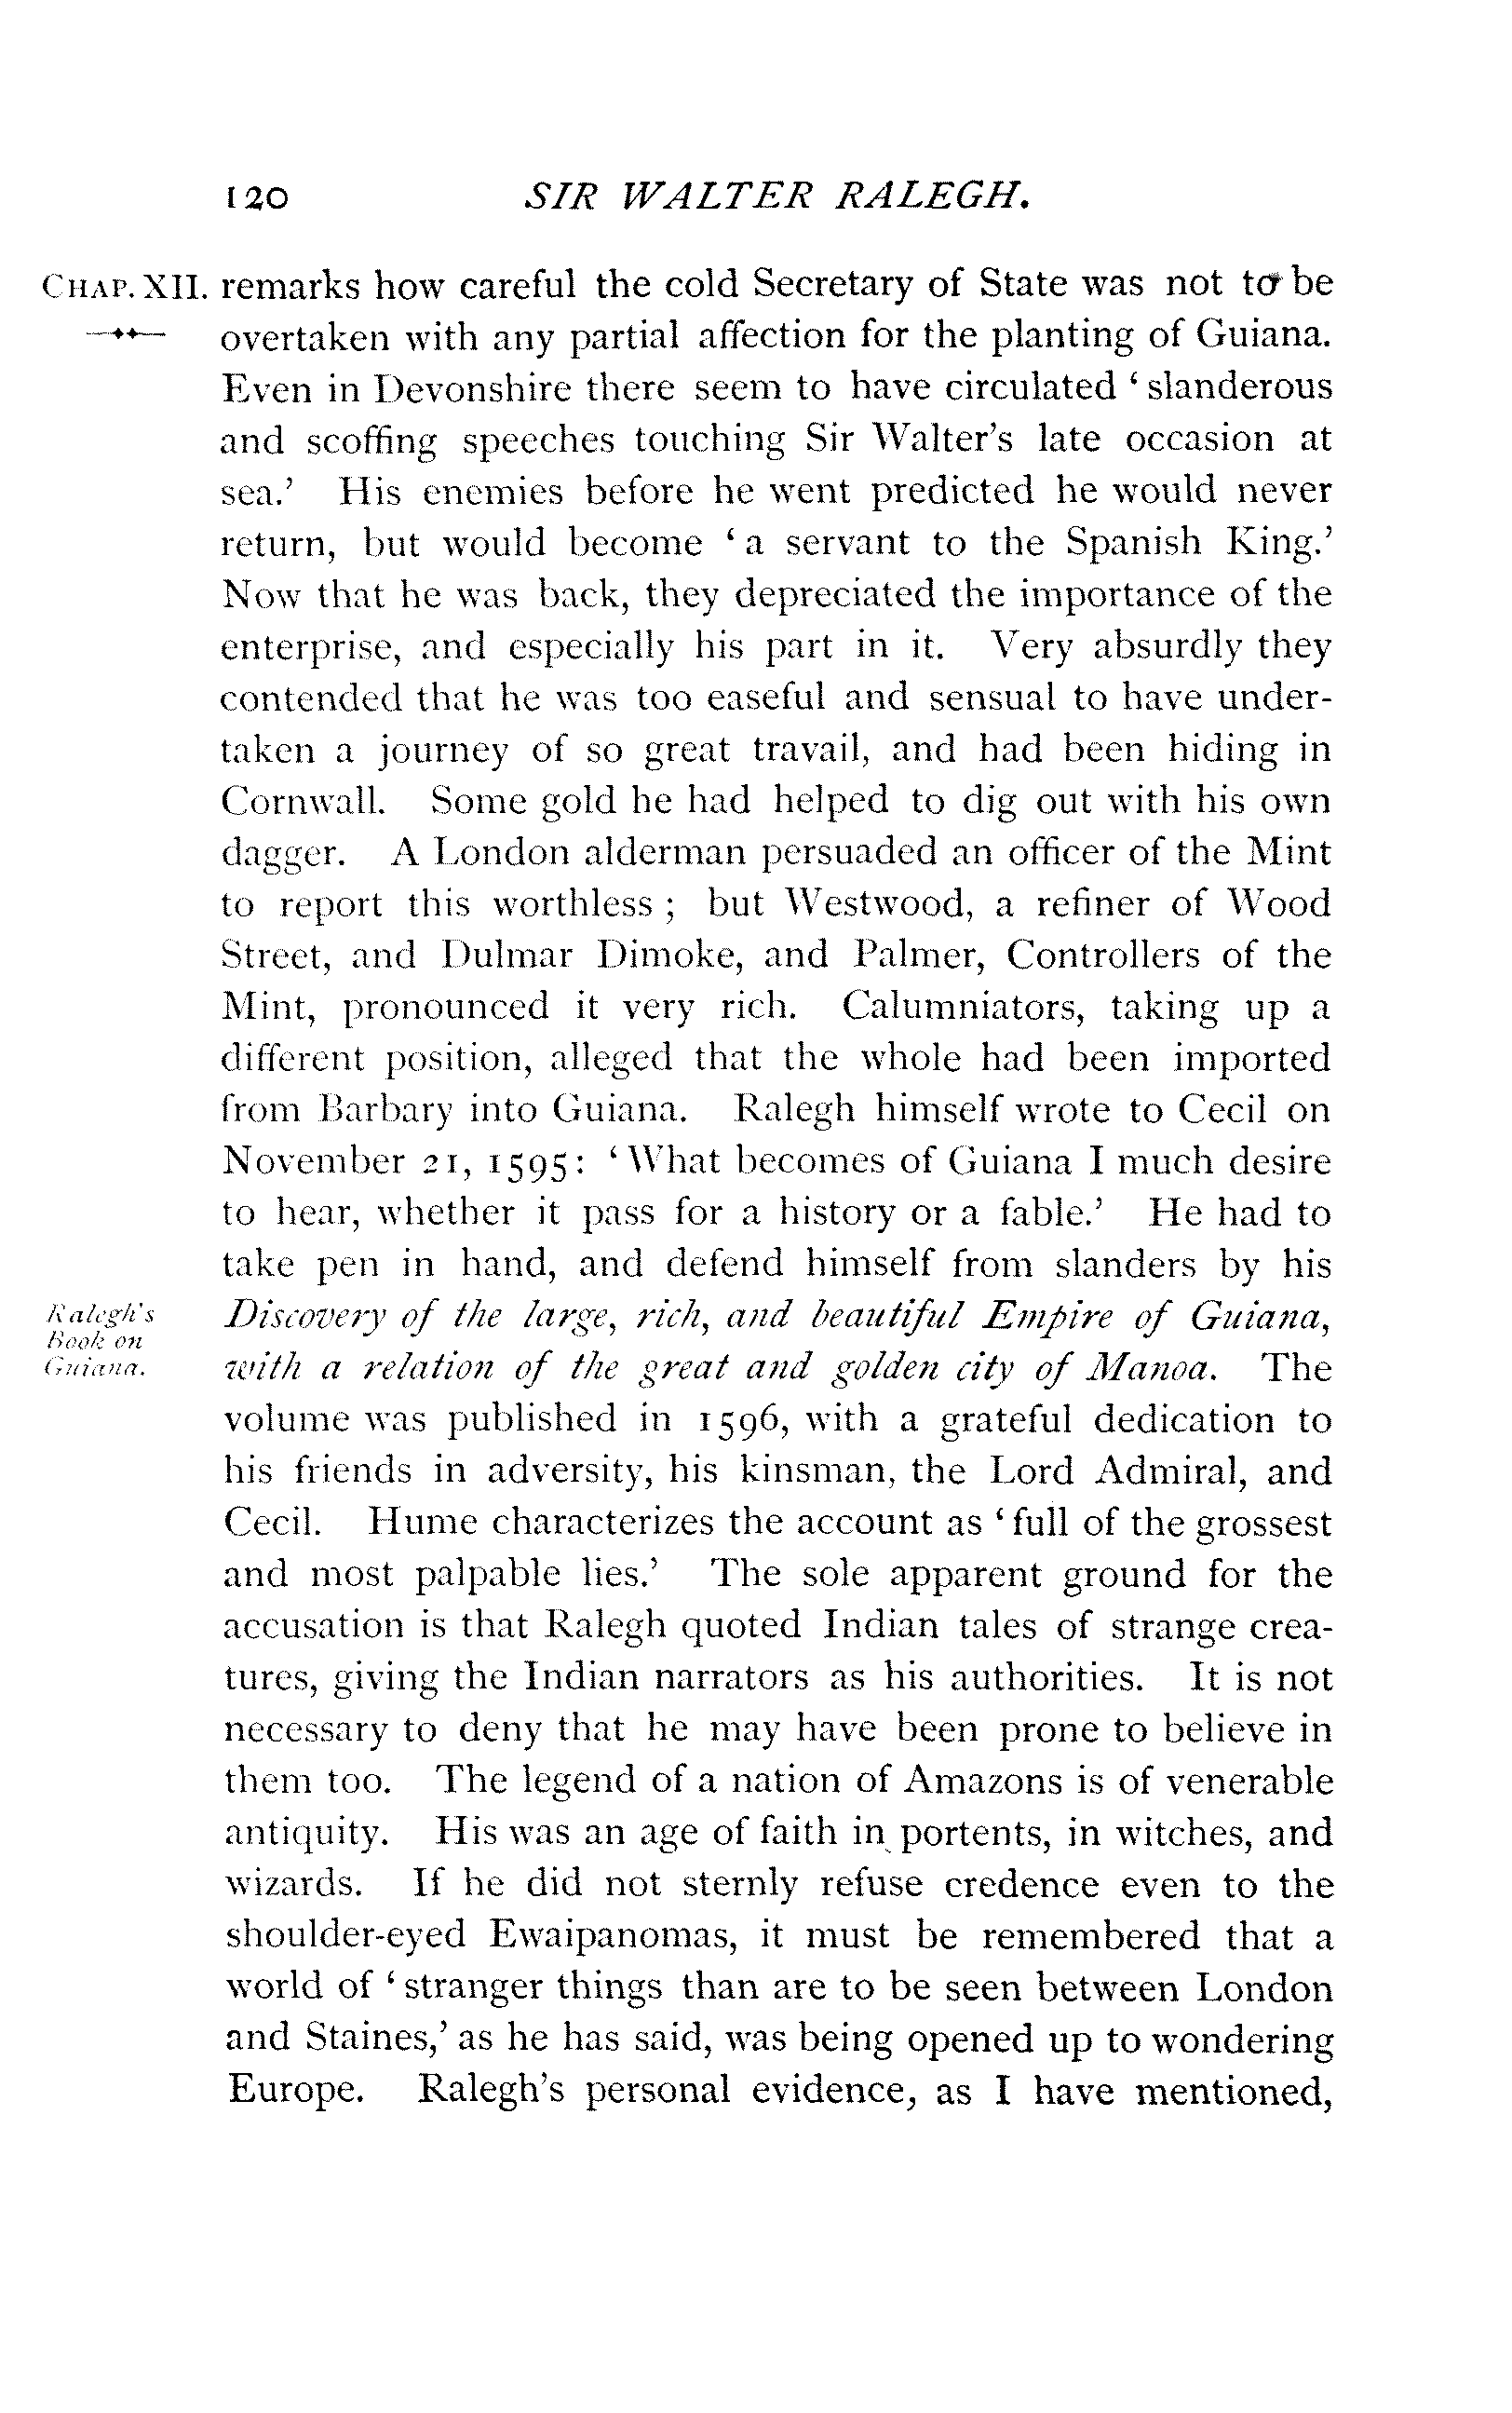 120 SIR WALTER RALEGH.
CHAP. XII. remarks how careful the cold Secretary of State was not to be
overtaken with any partial affection for the planting of Guiana.
Even in Devonshire there seem to have circulated ‘ slanderous
and scoffing speeches touching Sir Walter’s late occasion at
sea.’ His enemies before he went predicted he would never
return, but would become ‘ a servant to the Spanish King.’
Now that he was back, they depreciated the importance of the
enterprise, and especially his part in it. Very absurdly they
contended that he was too easeful and sensual to have under-
taken a journey of so great travail, and had been hiding in
Cornwall. Some gold he had helped to dig out with his own
dagger. A London alderman persuaded an officer of the Mint
to report this worthless ; but Westwood, a refiner of Wood
Street, and Dulmar Dimoke, and Palmer, Controllers of the
Mint, pronounced it very rich. Calumniators, taking up a
different position, alleged that the whole had been imported
from Barbary into Guiana. Ralegh himself wrote to Cecil on
November 21, 1595: ‘ What becomes of Guiana I much desire
to hear, whether it pass for a history or a fable.’ He had to
take pen in hand, and defend himself from slanders by his
Ralegh’s
Book on
Guiana.
Discovery of the large, rich, and beautiful Empire of Guiana,
with a relation of the great and golden city of Manoa. The
volume was published in 1596, with a grateful dedication to
his friends in adversity, his kinsman, the Lord Admiral, and
Cecil. Hume characterizes the account as ‘ full of the grossest
and most palpable lies.’ The sole apparent ground for the
accusation is that Ralegh quoted Indian tales of strange crea-
tures, giving the Indian narrators as his authorities. It is not
necessary to deny that he may have been prone to believe in
them too. The legend of a nation of Amazons is of venerable
antiquity. His was an age of faith in portents, in witches, and
wizards. If he did not sternly refuse credence even to the
shoulder-eyed Ewaipanomas, it must be remembered that a
world of ‘ stranger things than are to be seen between London
and Staines,’ as he has said, was being opened up to wondering
Europe. Ralegh’s personal evidence, as I have mentioned,